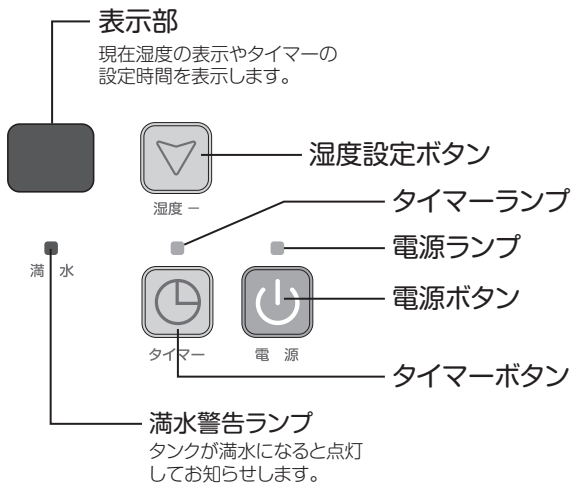 表示部
現在湿度の表示やタイマーの
設定時間を表示します。
湿度設定ボタン
湿度 −
タイマーランプ
電源ランプ
満 水
電源ボタン
タイマー
電 源
タイマーボタン
満水警告ランプ
タンクが満水になると点灯
してお知らせします。